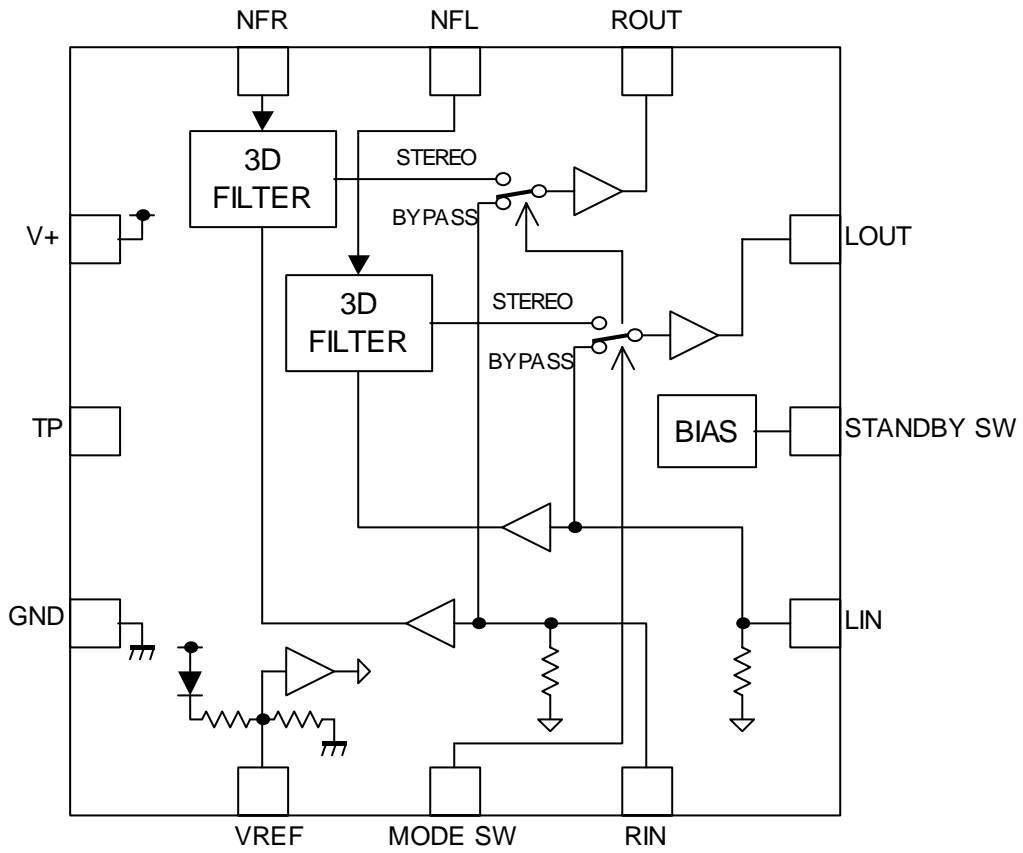 NFR
NFL
ROUT
3D
FILTER
STEREO
BYPASS
V+
LOUT
3D
FILTER
STEREO
BYPASS
TP
BIAS
STANDBY SW
GND
LIN
VREF
MODE SW
RIN